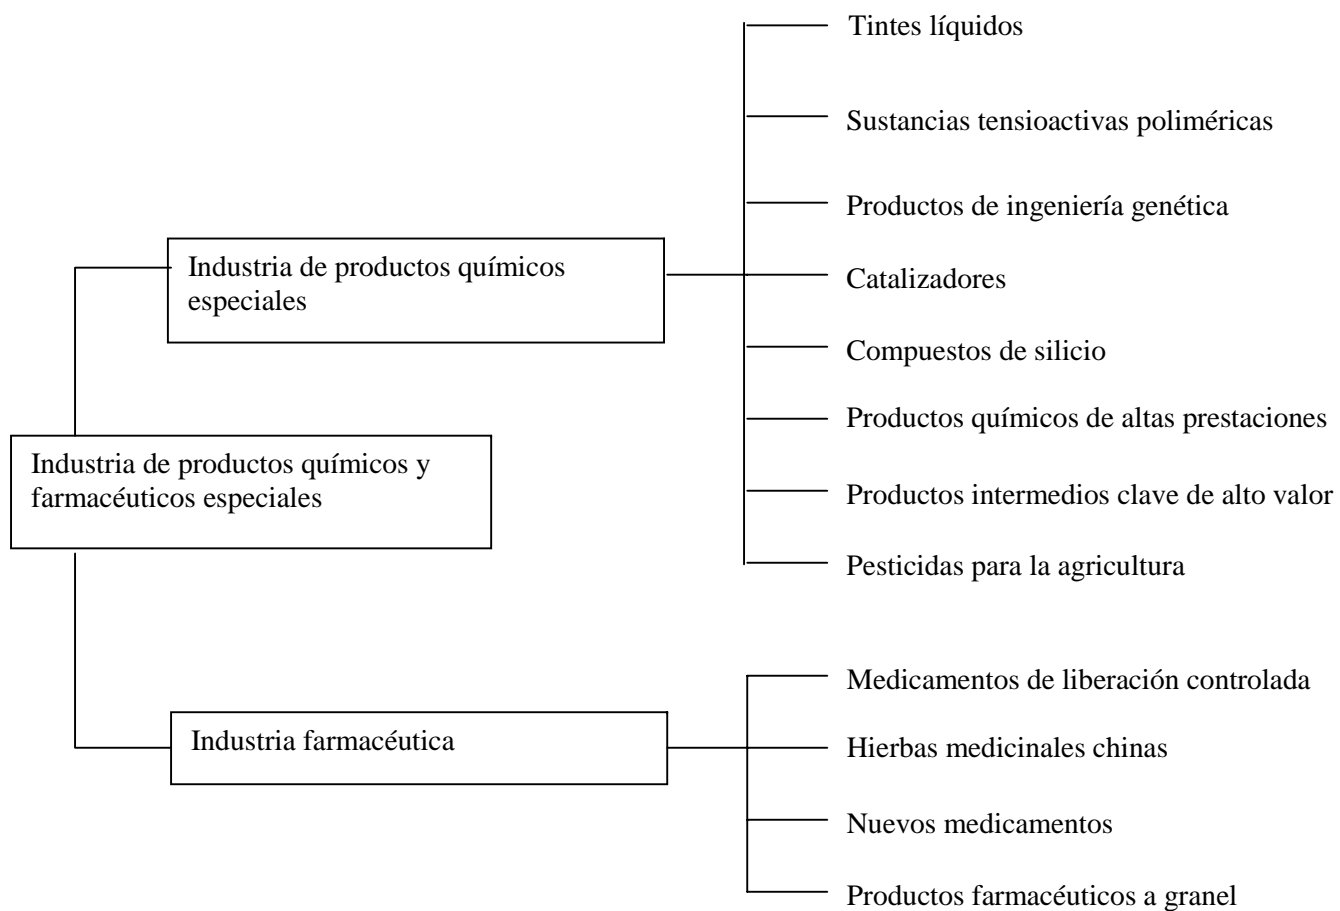 Industria de productos químicos y
farmacéuticos especiales
Industria de productos químicos
especiales
Tintes líquidos
Sustancias tensioactivas poliméricas
Productos de ingeniería genética
Catalizadores
Compuestos de silicio
Productos químicos de altas prestaciones
Productos intermedios clave de alto valor
Pesticidas para la agricultura
Industria farmacéutica
Medicamentos de liberación controlada
Hierbas medicinales chinas
Nuevos medicamentos
Productos farmacéuticos a granel